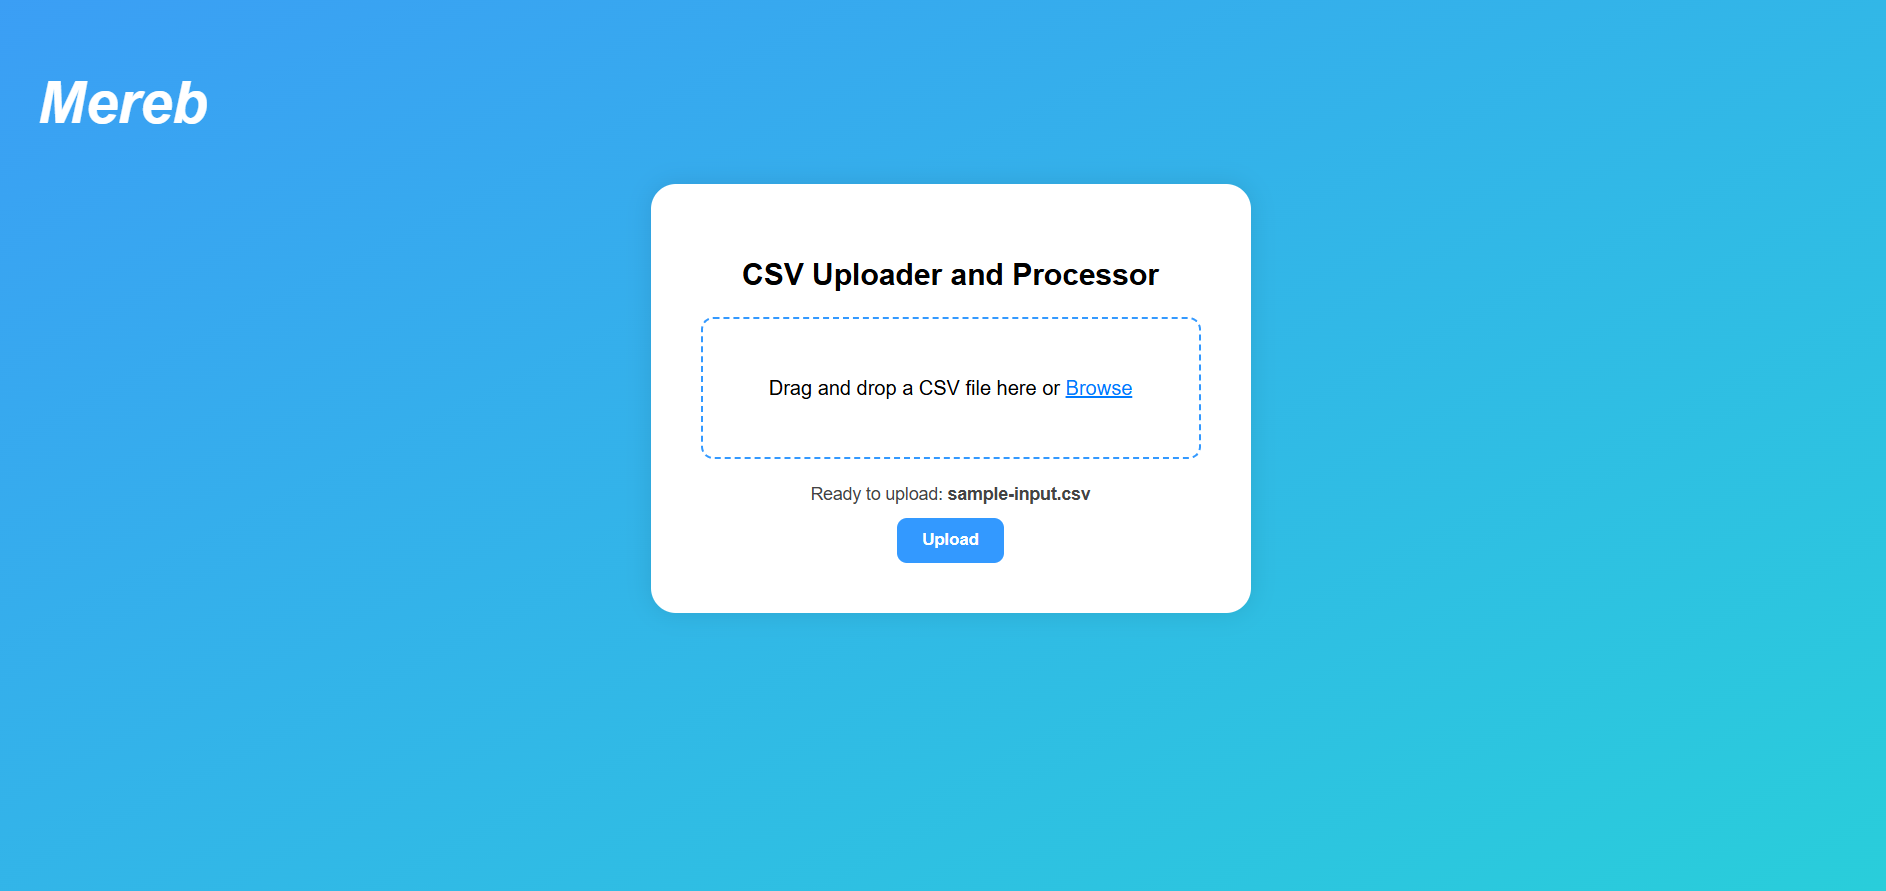 Mereb
CSV Uploader and Processor
Drag and drop a CSV file here or Browse
Ready to upload: sample-input.csv
Upload